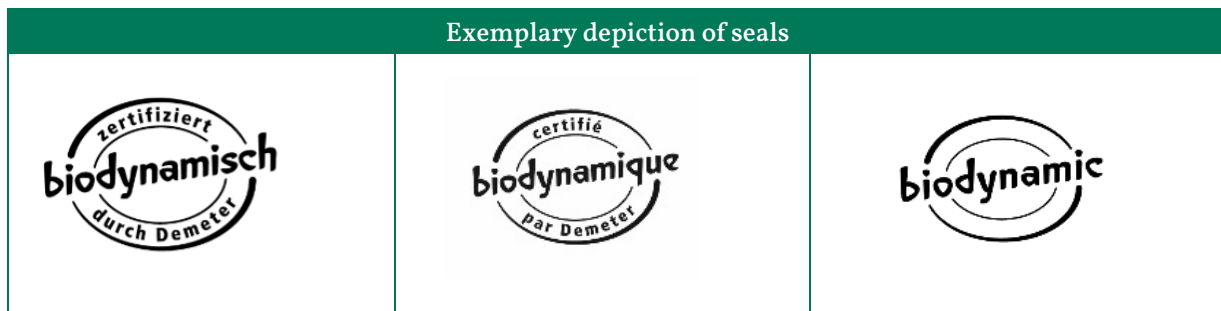 Exemplary depiction of seals
zertifiziert
biodynamisch
durch Demeter
certifié
biodynamique
par Demeter
biodynamic